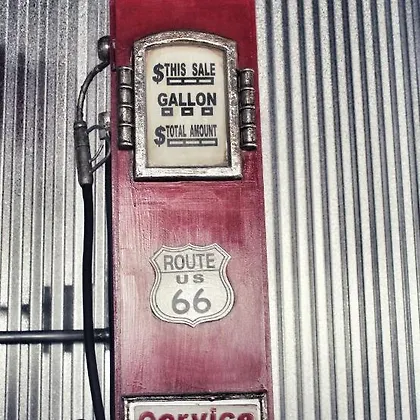 $THIS SALE
GALLON
$TOTAL AMOUNT
ROUTE
US
66
Service